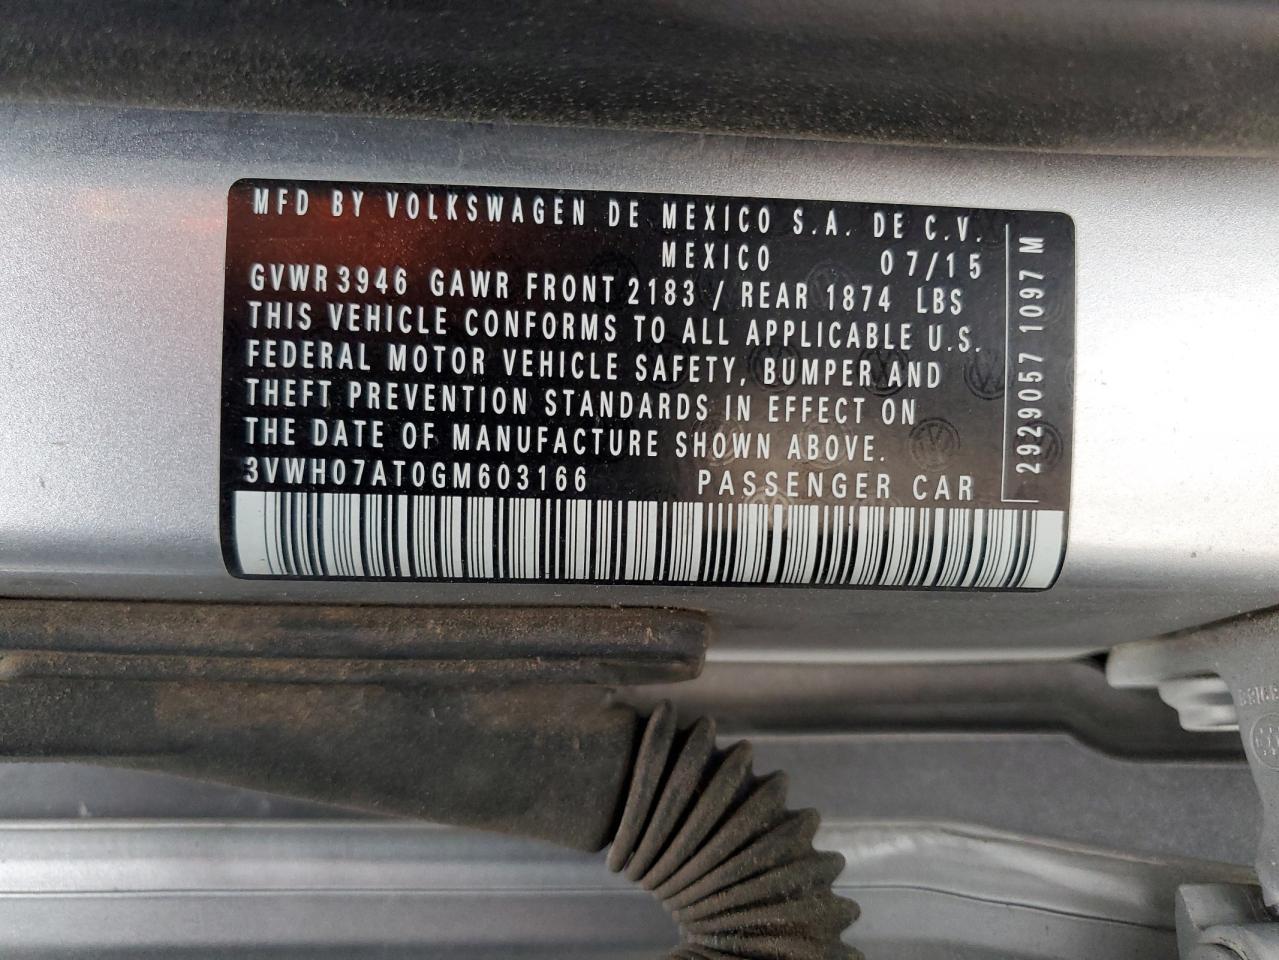 MFD BY VOLKSWAGEN DE MEXICO S.A. DE C.V.
MEXICO 07/15
GVWR 3946 GAWR FRONT 2183 / REAR 1874 LBS
THIS VEHICLE CONFORMS TO ALL APPLICABLE U.S.
FEDERAL MOTOR VEHICLE SAFETY, BUMPER AND
THEFT PREVENTION STANDARDS IN EFFECT ON
THE DATE OF MANUFACTURE SHOWN ABOVE.
3VWH07AT0GM603166 PASSENGER CAR
2929057 1097 M